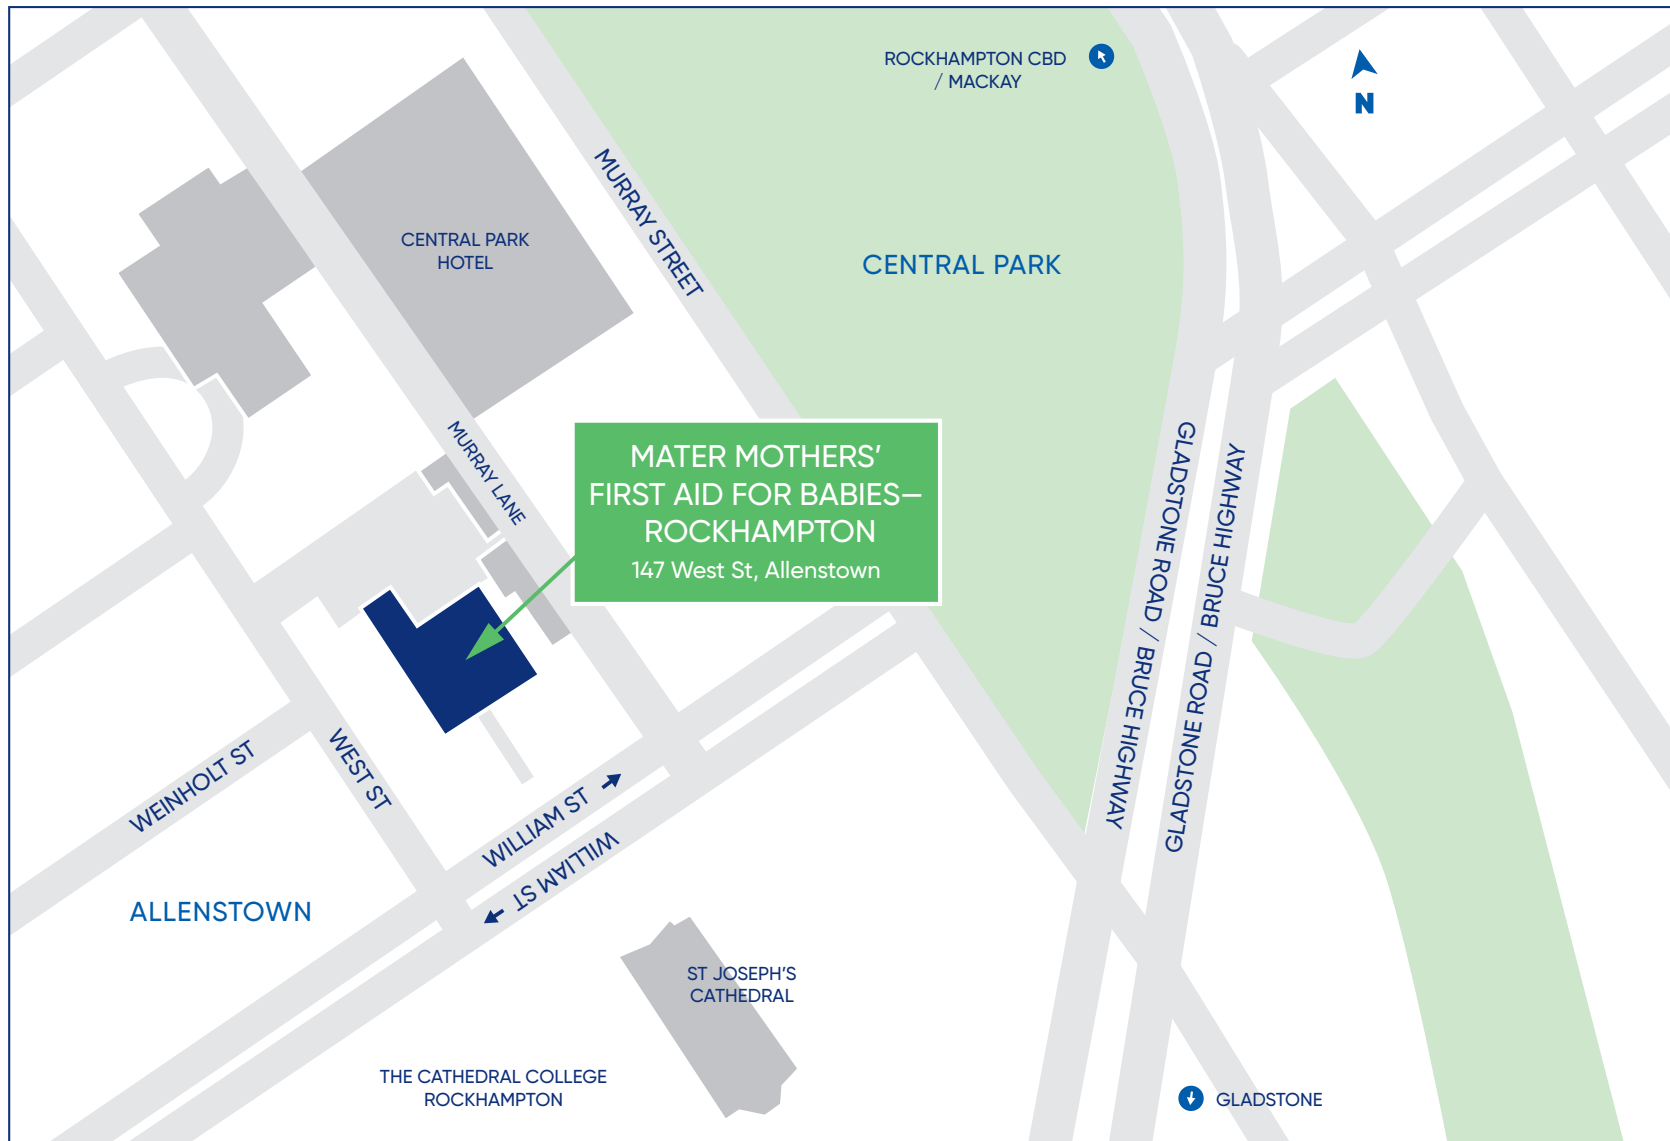 ROCKHAMPTON CBD
/ MACKAY
N
MURRAY STREET
CENTRAL PARK
HOTEL
CENTRAL PARK
MURRAY LANE
MATER MOTHERS'
FIRST AID FOR BABIES—
ROCKHAMPTON
147 West St, Allenstown
GLADSTONE ROAD / BRUCE HIGHWAY
GLADSTONE ROAD / BRUCE HIGHWAY
WEINHOLT ST
WEST ST
WILLIAM ST
WILLIAM ST
ALLENSTOWN
ST JOSEPH'S
CATHEDRAL
THE CATHEDRAL COLLEGE
ROCKHAMPTON
GLADSTONE